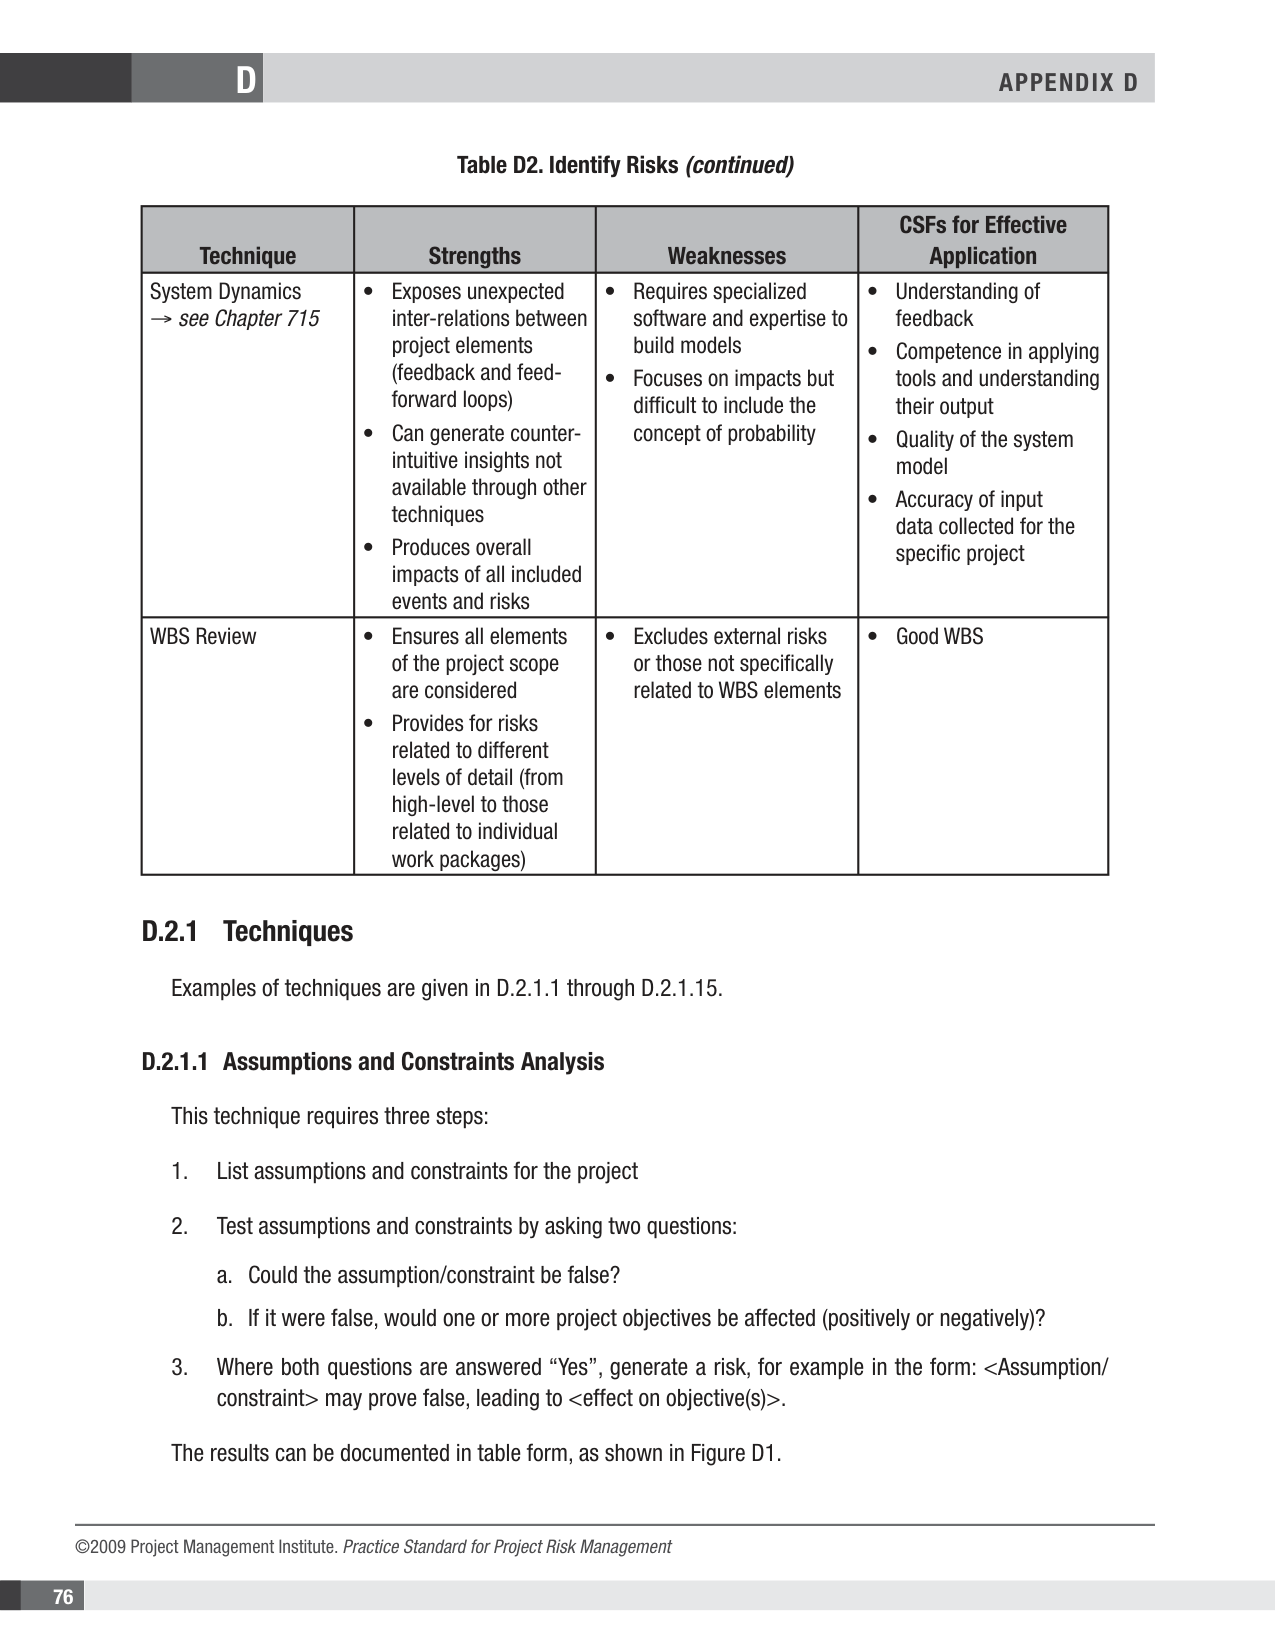 D
APPENDIX D
Table D2. Identify Risks (continued)
Technique
Strengths
Weaknesses
CSFs for Effective
Application
System Dynamics
→ see Chapter 715
• Exposes unexpected
inter-relations between
project elements
(feedback and feed-
forward loops)
• Can generate counter-
intuitive insights not
available through other
techniques
• Produces overall
impacts of all included
events and risks
• Requires specialized
software and expertise to
build models
• Focuses on impacts but
difficult to include the
concept of probability
• Understanding of
feedback
• Competence in applying
tools and understanding
their output
• Quality of the system
model
• Accuracy of input
data collected for the
specific project
WBS Review
• Ensures all elements
of the project scope
are considered
• Provides for risks
related to different
levels of detail (from
high-level to those
related to individual
work packages)
• Excludes external risks
or those not specifically
related to WBS elements
• Good WBS
D.2.1 Techniques
Examples of techniques are given in D.2.1.1 through D.2.1.15.
D.2.1.1 Assumptions and Constraints Analysis
This technique requires three steps:
1. List assumptions and constraints for the project
2. Test assumptions and constraints by asking two questions:
a. Could the assumption/constraint be false?
b. If it were false, would one or more project objectives be affected (positively or negatively)?
3. Where both questions are answered “Yes”, generate a risk, for example in the form: <Assumption/
constraint> may prove false, leading to <effect on objective(s)>.
The results can be documented in table form, as shown in Figure D1.
©2009 Project Management Institute. Practice Standard for Project Risk Management
76